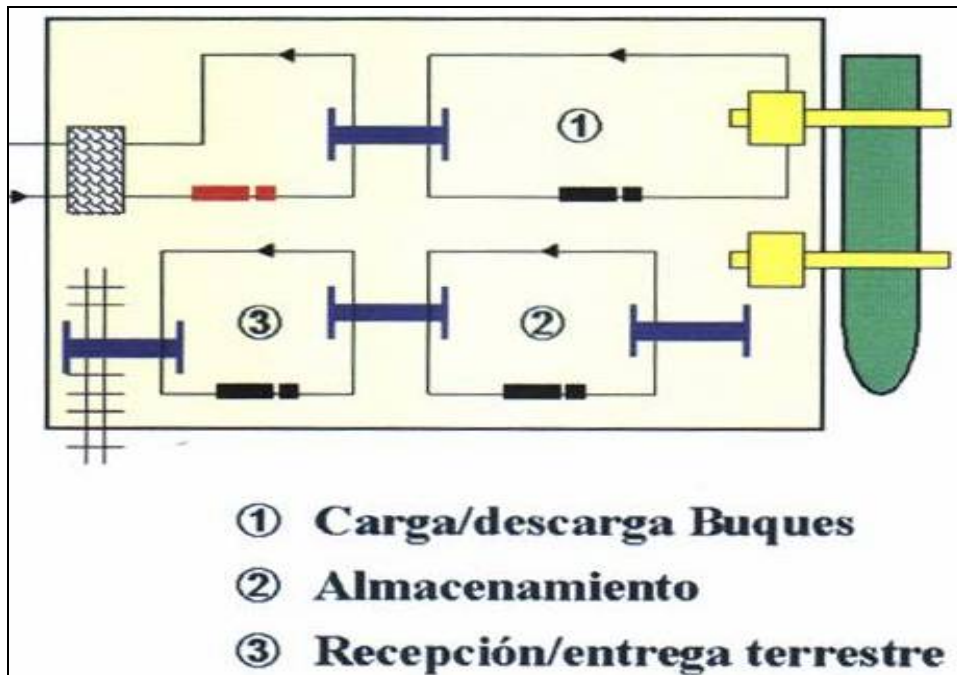 ①
③
②
① Carga/descarga Buques
② Almacenamiento
③ Recepción/entrega terrestre